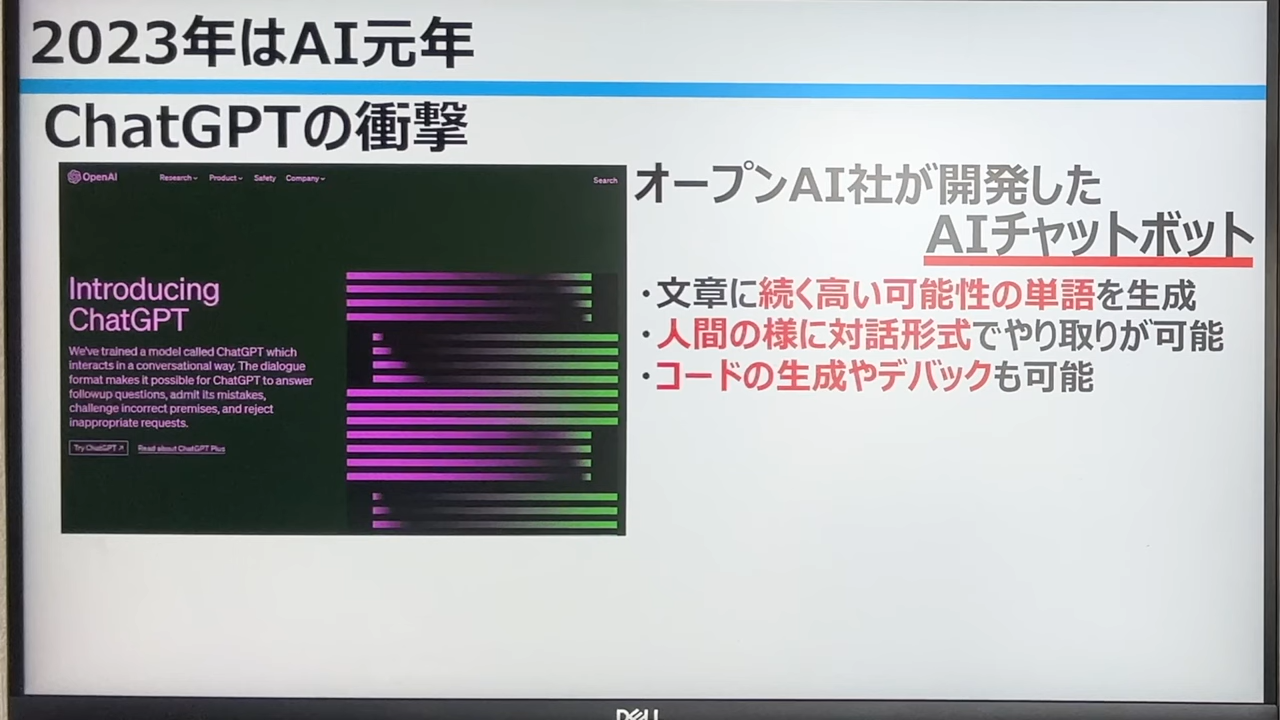 2023年はAI元年
ChatGPTの衝撃
OpenAI
Research
Product
Safety
Company
Search
Introducing
ChatGPT
We've trained a model called ChatGPT which
interacts in a conversational way. The dialogue
format makes it possible for ChatGPT to answer
followup questions, admit its mistakes,
challenge incorrect premises, and reject
inappropriate requests.
Try ChatGPT ↗
Read about ChatGPT Plus
オープンAI社が開発した
AIチャットボット
・文章に続く高い可能性の単語を生成
・人間の様に対話形式でやり取りが可能
・コードの生成やデバックも可能
DELL